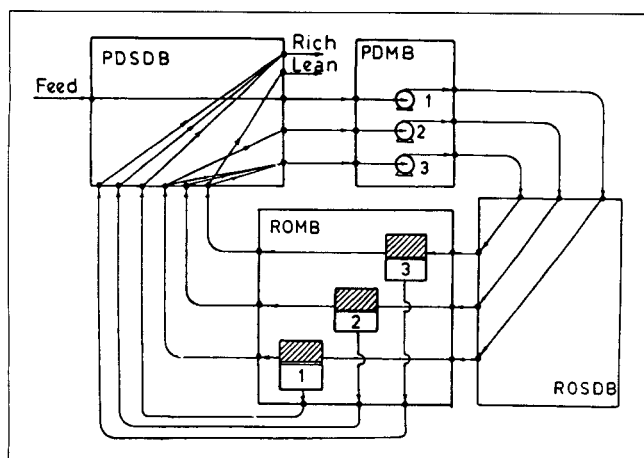 PDSDB
Rich
Lean
Feed
PDMB
1
2
3
ROMB
3
2
1
ROSDB